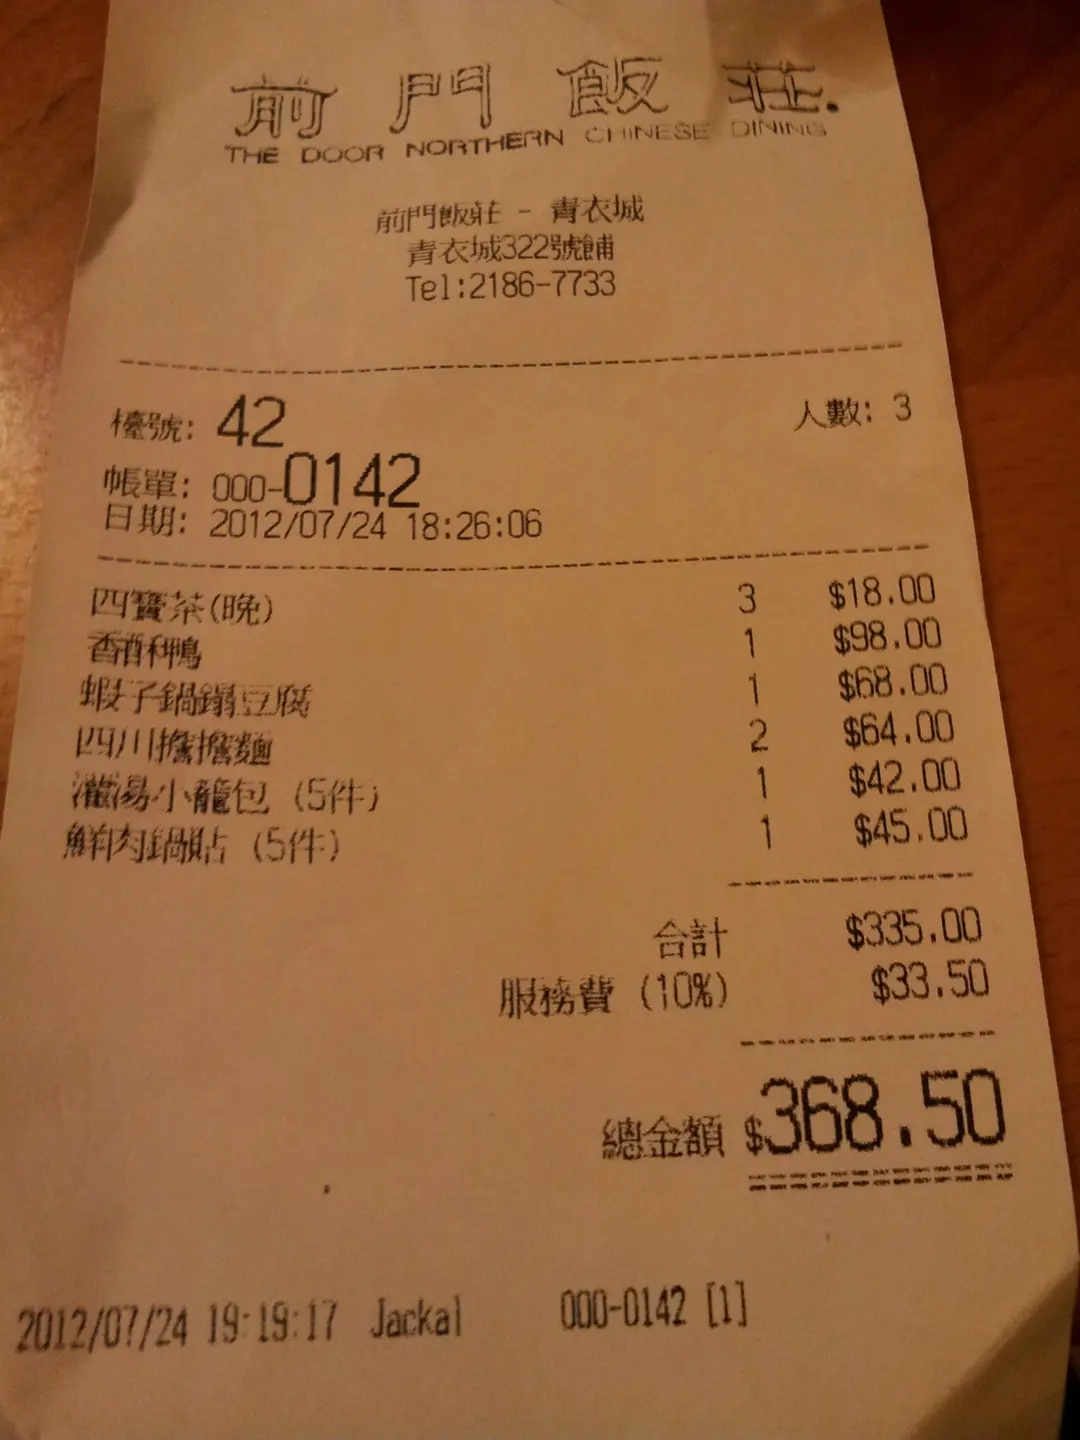 前門飯莊.
THE DOOR NORTHERN CHINESE DINING
前門飯莊 - 青衣城
青衣城322號舖
Tel:2186-7733
檯號: 42 人數: 3
帳單: 000-0142
日期: 2012/07/24 18:26:06
四寶茶(晚) 3 $18.00
香酒利鴨 1 $98.00
蝦子鍋鎉豆腐 1 $68.00
四川擔擔麵 2 $64.00
灌湯小籠包 (5件) 1 $42.00
鮮肉鍋貼 (5件) 1 $45.00
合計 $335.00
服務費 (10%) $33.50
總金額 $368.50
2012/07/24 19:19:17 Jackal 000-0142 [1]